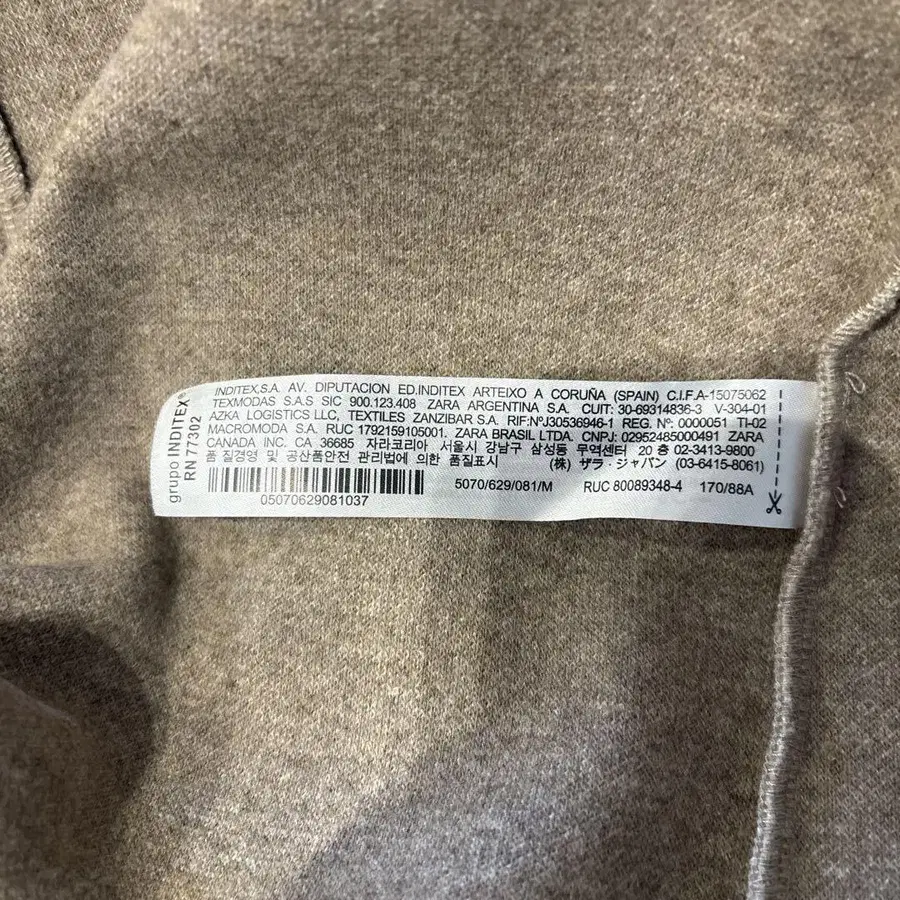 grupo INDITEX®
RN 77302
INDITEX,S.A. AV. DIPUTACION ED.INDITEX ARTEIXO A CORUÑA (SPAIN) C.I.F.A-15075062
TEXMODAS S.A.S SIC 900.123.408 ZARA ARGENTINA S.A. CUIT: 30-69314836-3 V-304-01
AZKA LOGISTICS LLC, TEXTILES ZANZIBAR S.A. RIF:NºJ30536946-1 REG. Nº: 0000051 TI-02
MACROMODA S.A. RUC 1792159105001. ZARA BRASIL LTDA. CNPJ: 02952485000491 ZARA
CANADA INC. CA 36685 자라코리아 서울시 강남구 삼성동 무역센터 20 층 02-3413-9800
품 질경영 및 공산품안전 관리법에 의한 품질표시 (株) ザラ・ジャパン (03-6415-8061)
05070629081037 5070/629/081/M RUC 80089348-4 170/88A